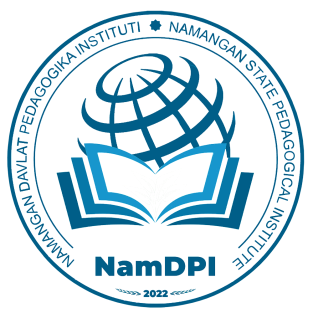 NAMANGAN DAVLAT PEDAGOGIKA INSTITUTI
NAMANGAN STATE PEDAGOGICAL INSTITUTE
NamDPI
2022